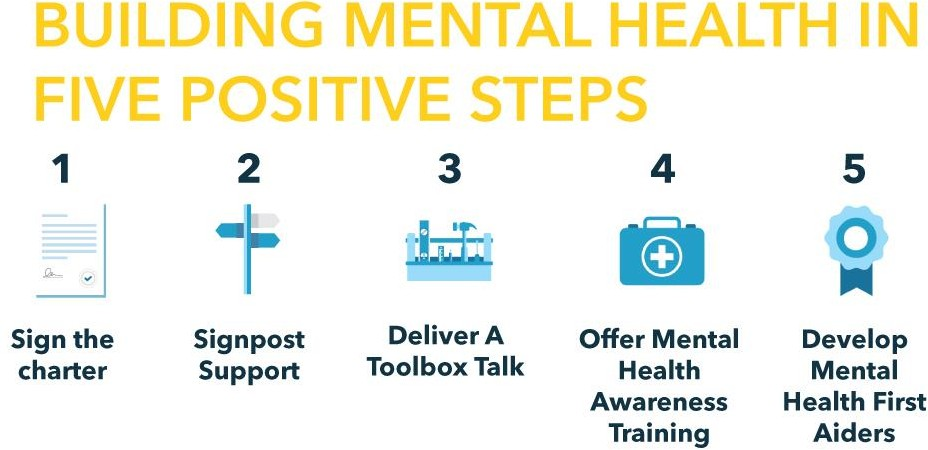 BUILDING MENTAL HEALTH IN
FIVE POSITIVE STEPS
1
Sign the
charter
2
Signpost
Support
3
Deliver A
Toolbox Talk
4
Offer Mental
Health
Awareness
Training
5
Develop
Mental
Health First
Aiders